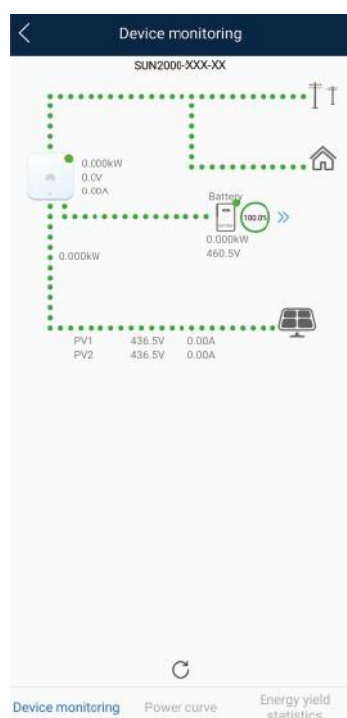 Device monitoring
SUN2000-XXX-XX
0.000kW
0.0V
0.00A
Battery
100.0%
0.000kW
460.5V
0.000kW
PV1 436.5V 0.00A
PV2 436.5V 0.00A
Device monitoring Power curve Energy yield
statistics